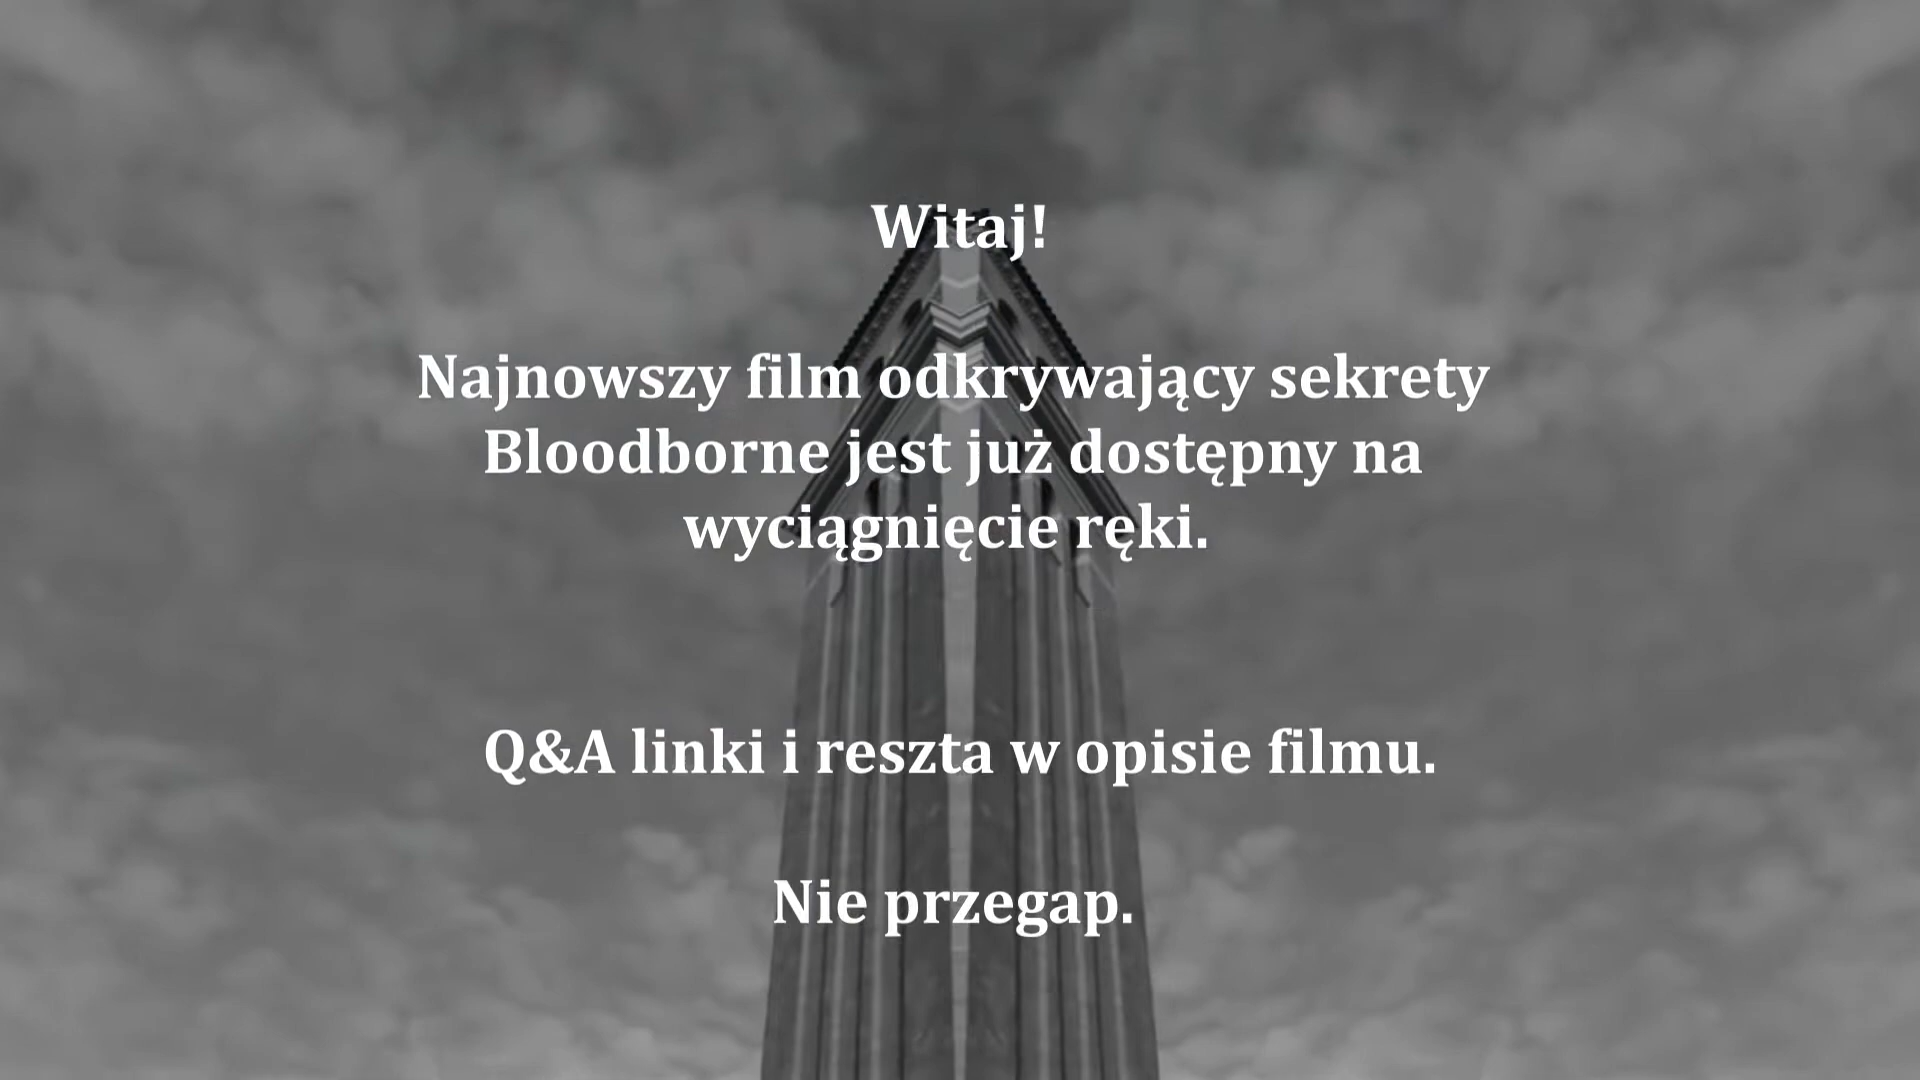 Witaj!
Najnowszy film odkrywający sekrety
Bloodborne jest już dostępny na
wyciągnięcie ręki.
Q&A linki i reszta w opisie filmu.
Nie przegap.